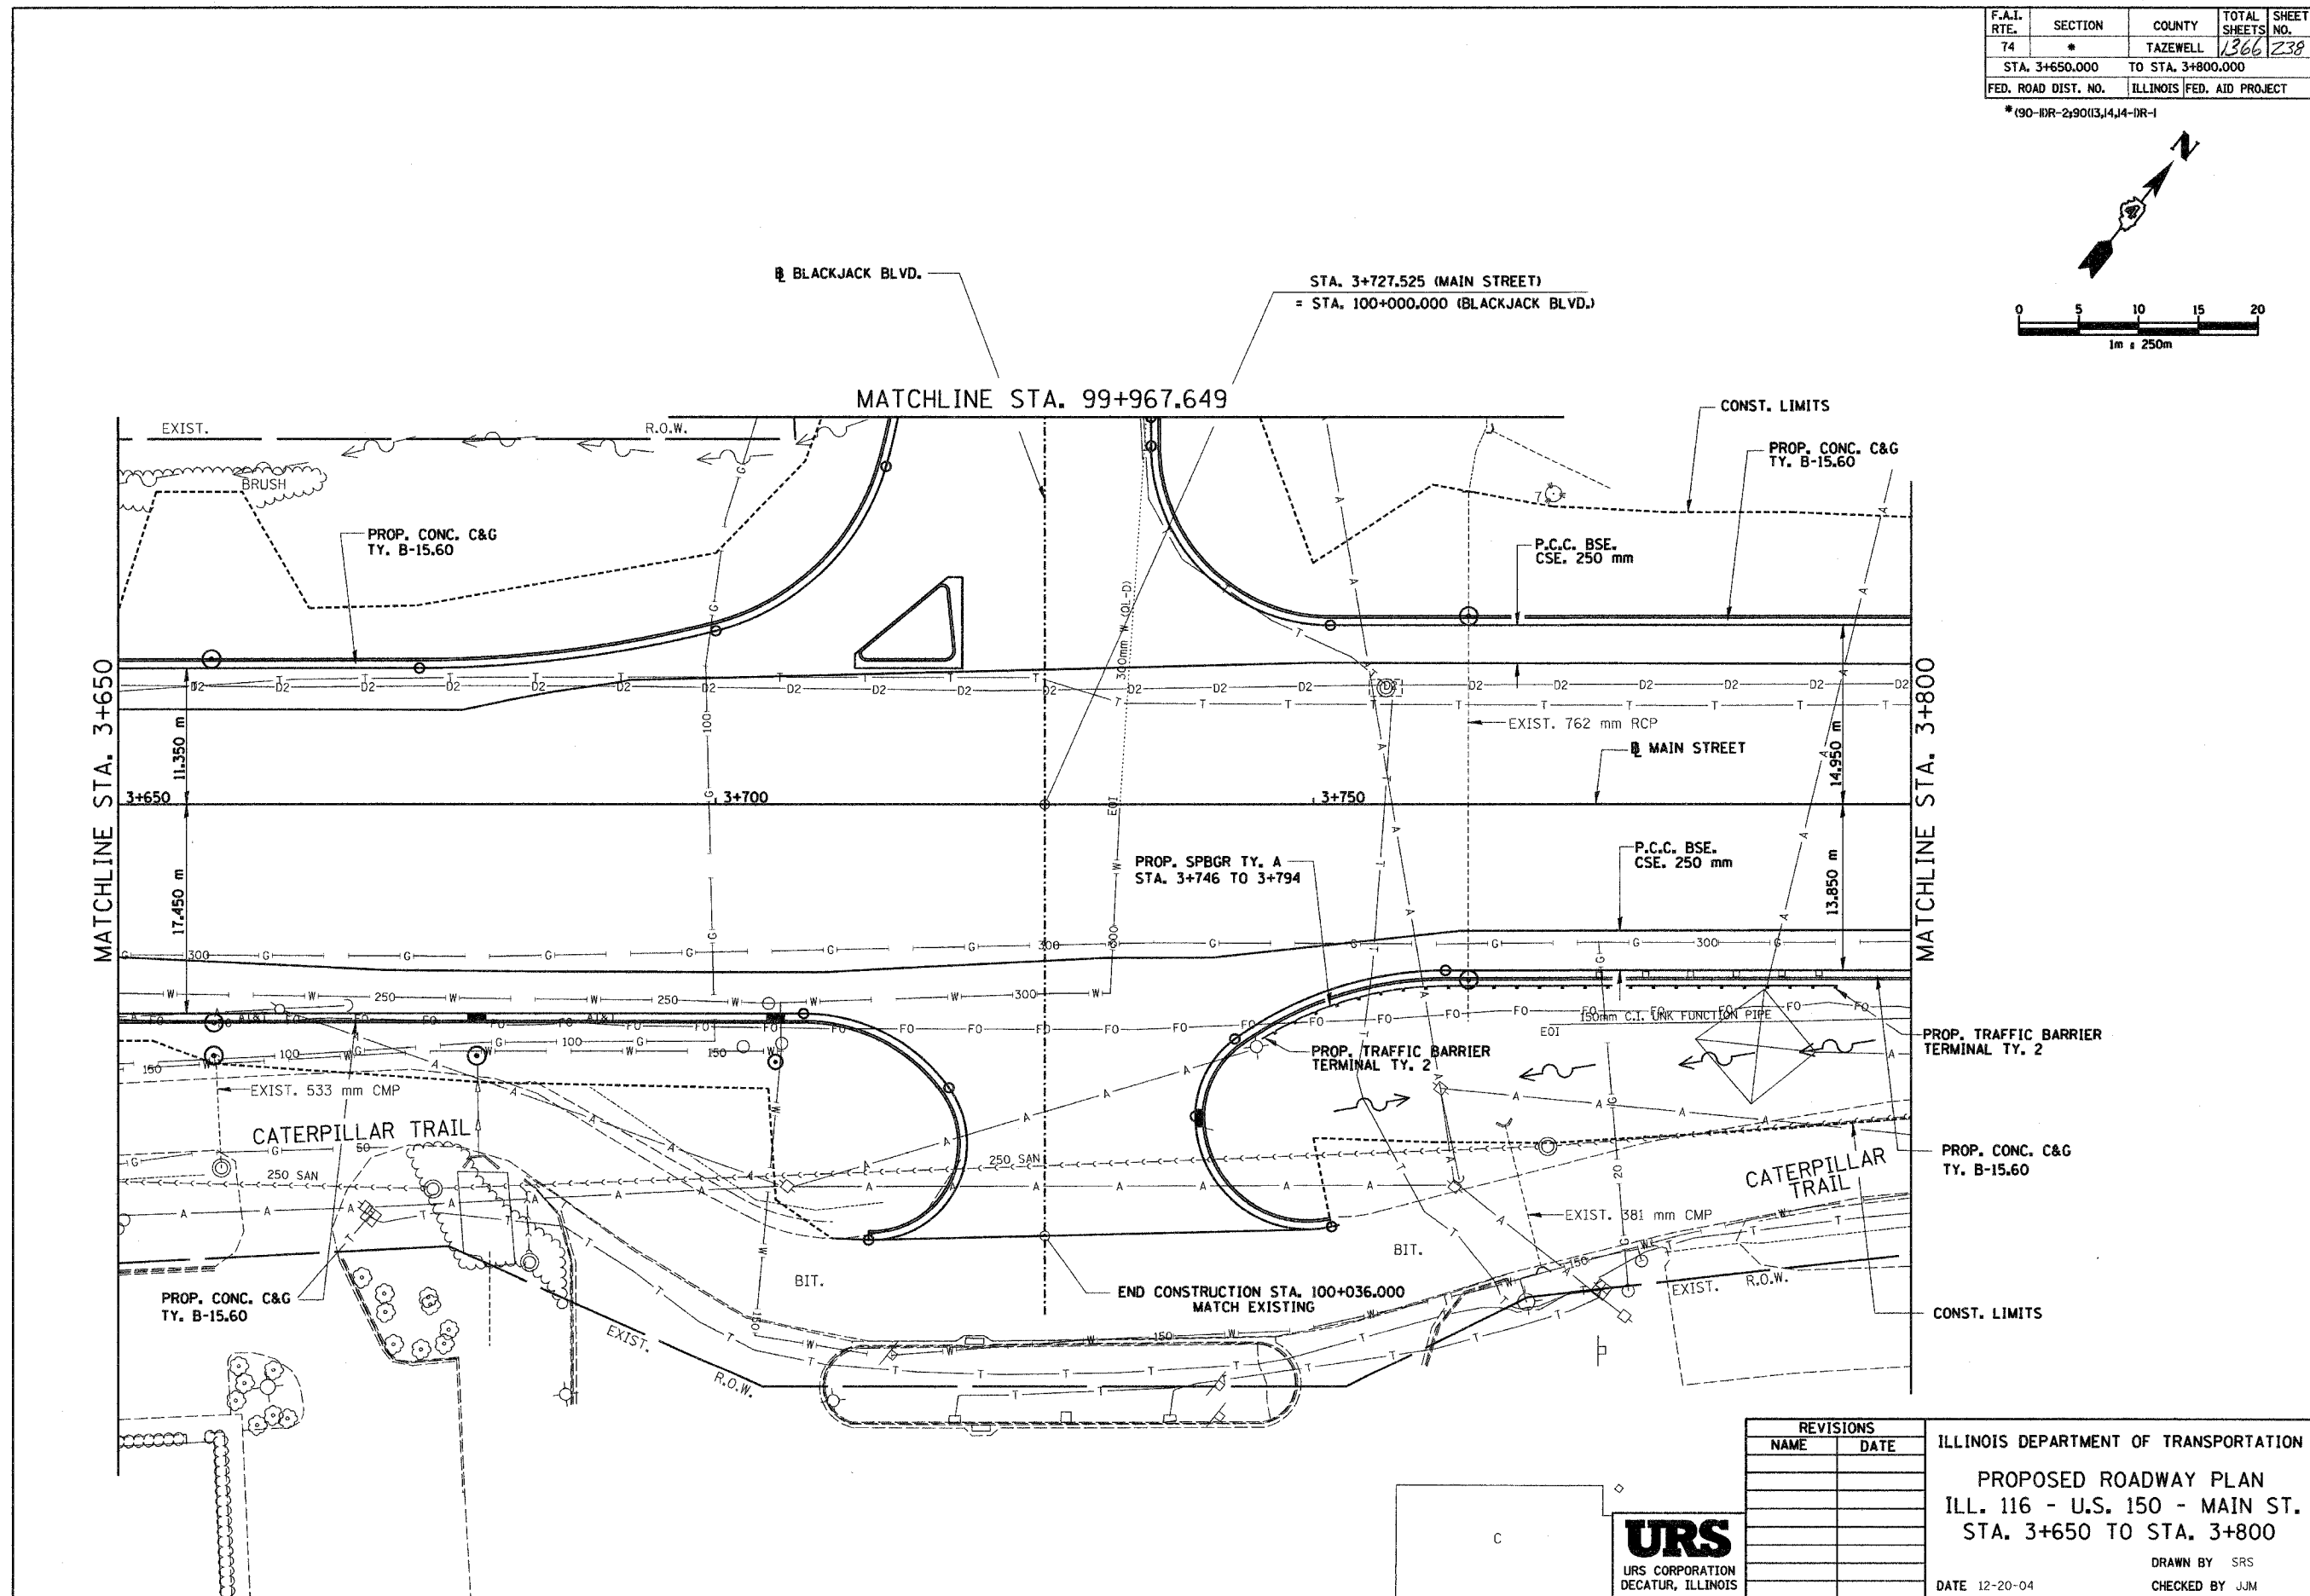 F.A.I. RTE. SECTION COUNTY TOTAL SHEETS SHEET NO.
74 * TAZEWELL 1366 238
STA. 3+650.000 TO STA. 3+800.000
FED. ROAD DIST. NO. ILLINOIS FED. AID PROJECT
N
0 5 10 15 20
℄ BLACKJACK BLVD.
STA. 3+727.525 (MAIN STREET)
= STA. 100+000.000 (BLACKJACK BLVD.)
MATCHLINE STA. 99+967.649
CONST. LIMITS
EXIST. R.O.W.
BRUSH
PROP. CONC. C&G
TY. B-15.60
PROP. CONC. C&G
TY. B-15.60
P.C.C. BSE.
CSE. 250 mm
300mm W (QL-D)
MATCHLINE STA. 3+650
MATCHLINE STA. 3+800
11.350 m
17.450 m
14.950 m
13.850 m
EXIST. 762 mm RCP
℄ MAIN STREET
3+650
3+700
3+750
EOI
PROP. SPBGR TY. A
STA. 3+746 TO 3+794
P.C.C. BSE.
CSE. 250 mm
150mm C.I. UNK FUNCTION PIPE
EOI
PROP. TRAFFIC BARRIER
TERMINAL TY. 2
PROP. TRAFFIC BARRIER
TERMINAL TY. 2
EXIST. 533 mm CMP
CATERPILLAR TRAIL
250 SAN
250 SAN
PROP. CONC. C&G
TY. B-15.60
CATERPILLAR
TRAIL
EXIST. 381 mm CMP
BIT.
BIT.
PROP. CONC. C&G
TY. B-15.60
END CONSTRUCTION STA. 100+036.000
MATCH EXISTING
EXIST. R.O.W.
EXIST. R.O.W.
CONST. LIMITS
C
URS
URS CORPORATION
DECATUR, ILLINOIS
REVISIONS
NAME DATE
ILLINOIS DEPARTMENT OF TRANSPORTATION
PROPOSED ROADWAY PLAN
ILL. 116 - U.S. 150 - MAIN ST.
STA. 3+650 TO STA. 3+800
DRAWN BY SRS
DATE 12-20-04 CHECKED BY JJM